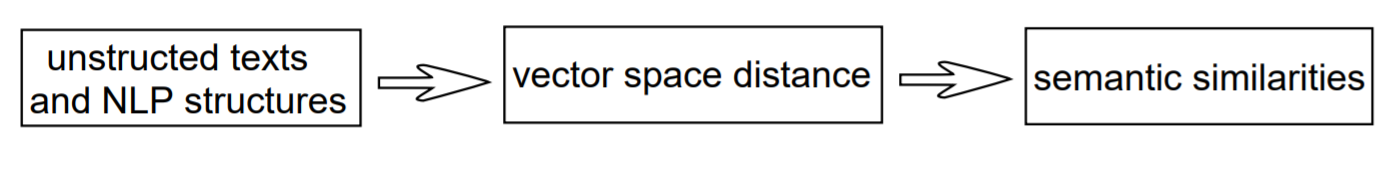 unstructed texts
and NLP structures
vector space distance
semantic similarities